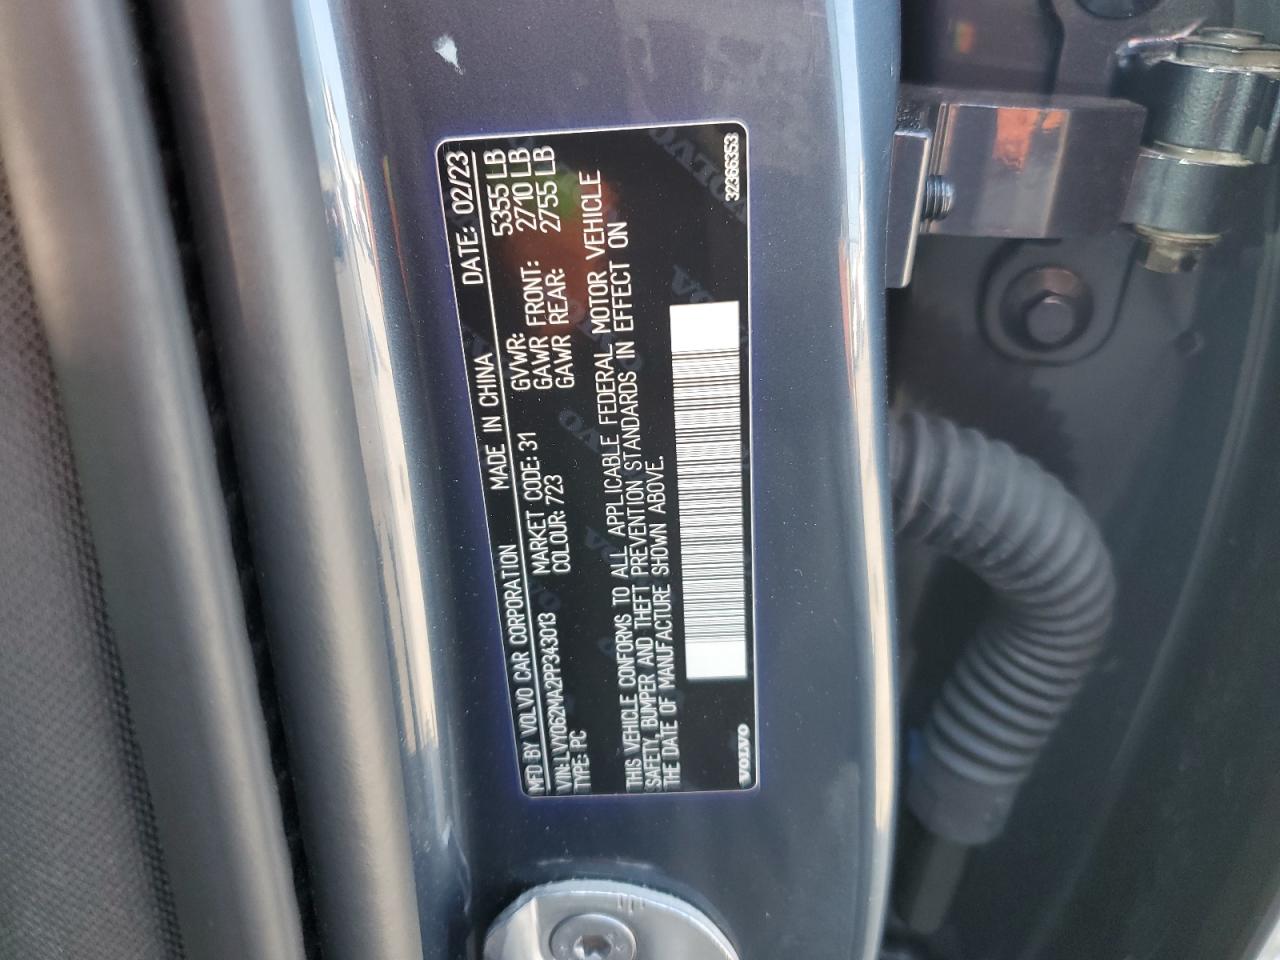 MFD BY VOLVO CAR CORPORATION MADE IN CHINA DATE: 02/23
VIN: LVY062MA2PP343013 MARKET CODE: 31 GVWR: 5355 LB
TYPE: PC COLOUR: 723 GAWR FRONT: 2710 LB
GAWR REAR: 2755 LB
THIS VEHICLE CONFORMS TO ALL APPLICABLE FEDERAL MOTOR VEHICLE
SAFETY, BUMPER AND THEFT PREVENTION STANDARDS IN EFFECT ON
THE DATE OF MANUFACTURE SHOWN ABOVE.
VOLVO 32366353